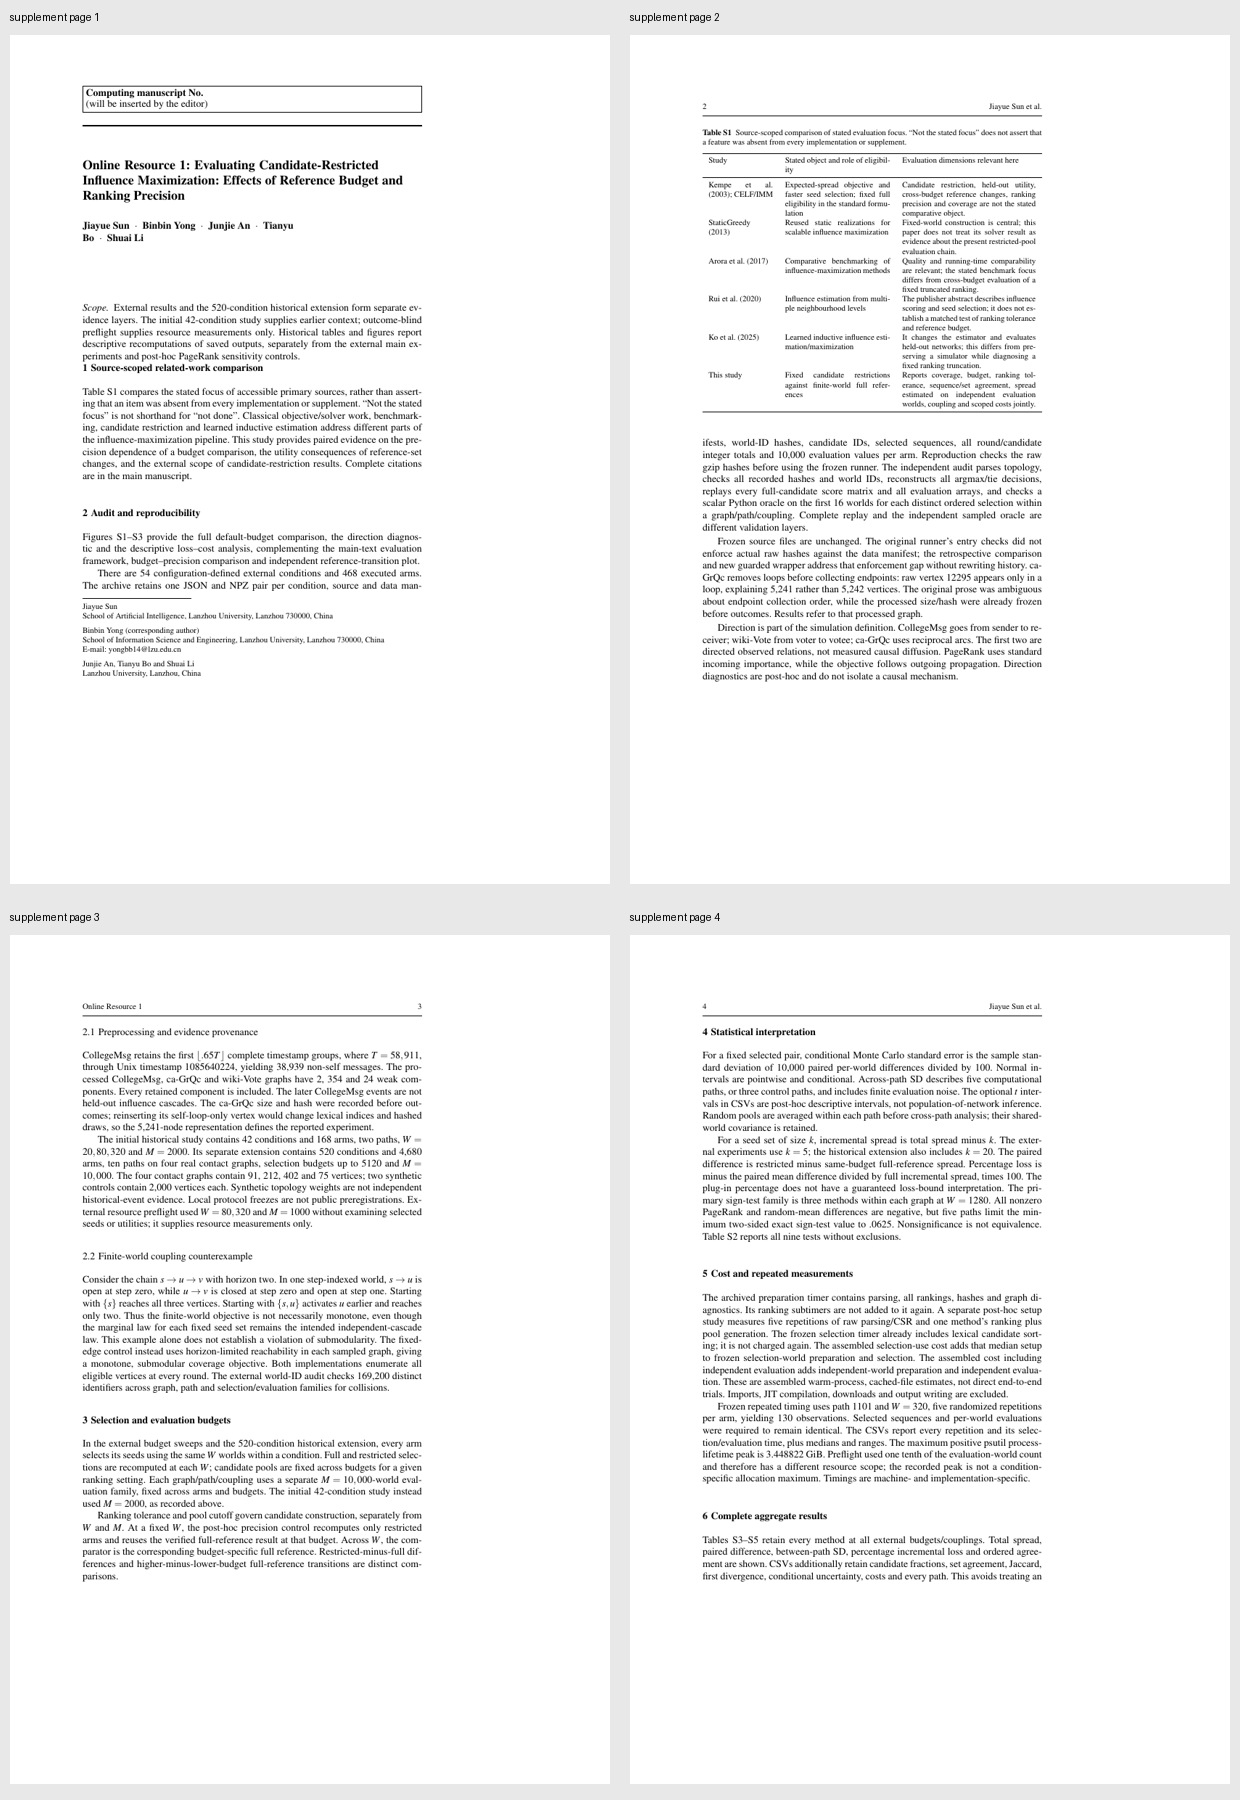 supplement page 1
Computing manuscript No.
(will be inserted by the editor)
Online Resource 1: Evaluating Candidate-Restricted
Influence Maximization: Effects of Reference Budget and
Ranking Precision
Jiayue Sun · Binbin Yong · Junjie An · Tianyu
Bo · Shuai Li
Scope. External results and the 520-condition historical extension form separate ev-
idence layers. The initial 42-condition study supplies earlier context; outcome-blind
preflight supplies resource measurements only. Historical tables and figures report
descriptive recomputations of saved outputs, separately from the external main ex-
periments and post-hoc PageRank sensitivity controls.
1 Source-scoped related-work comparison
Table S1 compares the stated focus of accessible primary sources, rather than assert-
ing that an item was absent from every implementation or supplement. “Not the stated
focus” is not shorthand for “not done”. Classical objective/solver work, benchmark-
ing, candidate restriction and learned inductive estimation address different parts of
the influence-maximization pipeline. This study provides paired evidence on the pre-
cision dependence of a budget comparison, the utility consequences of reference-set
changes, and the external scope of candidate-restriction results. Complete citations
are in the main manuscript.
2 Audit and reproducibility
Figures S1–S3 provide the full default-budget comparison, the direction diagnos-
tic and the descriptive loss–cost analysis, complementing the main-text evaluation
framework, budget–precision comparison and independent reference-transition plot.
There are 54 configuration-defined external conditions and 468 executed arms.
The archive retains one JSON and NPZ pair per condition, source and data man-
Jiayue Sun
School of Artificial Intelligence, Lanzhou University, Lanzhou 730000, China
Binbin Yong (corresponding author)
School of Information Science and Engineering, Lanzhou University, Lanzhou 730000, China
E-mail: yongbb14@lzu.edu.cn
Junjie An, Tianyu Bo and Shuai Li
Lanzhou University, Lanzhou, China
supplement page 2
2 Jiayue Sun et al.
Table S1 Source-scoped comparison of stated evaluation focus. “Not the stated focus” does not assert that
a feature was absent from every implementation or supplement.
Study Stated object and role of eligibil- Evaluation dimensions relevant here
ity
Kempe et al. Expected-spread objective and Candidate restriction, held-out utility,
(2003); CELF/IMM faster seed selection; fixed full cross-budget reference changes, ranking
eligibility in the standard formu- precision and coverage are not the stated
lation comparative object.
StaticGreedy Reused static realizations for Fixed-world construction is central; this
(2013) scalable influence maximization paper does not treat its solver result as
evidence about the present restricted-pool
evaluation chain.
Arora et al. (2017) Comparative benchmarking of Quality and running-time comparability
influence-maximization methods are relevant; the stated benchmark focus
differs from cross-budget evaluation of a
fixed truncated ranking.
Rui et al. (2020) Influence estimation from multi- The publisher abstract describes influence
ple neighbourhood levels scoring and seed selection; it does not es-
tablish a matched test of ranking tolerance
and reference budget.
Ko et al. (2025) Learned inductive influence esti- It changes the estimator and evaluates
mation/maximization held-out networks; this differs from pre-
serving a simulator while diagnosing a
fixed ranking truncation.
This study Fixed candidate restrictions Reports coverage, budget, ranking tol-
against finite-world full refer- erance, sequence/set agreement, spread
ences estimated on independent evaluation
worlds, coupling and scoped costs jointly.
ifests, world-ID hashes, candidate IDs, selected sequences, all round/candidate
integer totals and 10,000 evaluation values per arm. Reproduction checks the raw
gzip hashes before using the frozen runner. The independent audit parses topology,
checks all recorded hashes and world IDs, reconstructs all argmax/tie decisions,
replays every full-candidate score matrix and all evaluation arrays, and checks a
scalar Python oracle on the first 16 worlds for each distinct ordered selection within
a graph/path/coupling. Complete replay and the independent sampled oracle are
different validation layers.
Frozen source files are unchanged. The original runner’s entry checks did not
enforce actual raw hashes against the data manifest; the retrospective comparison
and new guarded wrapper address that enforcement gap without rewriting history. ca-
GrQc removes loops before collecting endpoints: raw vertex 12295 appears only in a
loop, explaining 5,241 rather than 5,242 vertices. The original prose was ambiguous
about endpoint collection order, while the processed size/hash were already frozen
before outcomes. Results refer to that processed graph.
Direction is part of the simulation definition. CollegeMsg goes from sender to re-
ceiver; wiki-Vote from voter to votee; ca-GrQc uses reciprocal arcs. The first two are
directed observed relations, not measured causal diffusion. PageRank uses standard
incoming importance, while the objective follows outgoing propagation. Direction
diagnostics are post-hoc and do not isolate a causal mechanism.
supplement page 3
Online Resource 1 3
2.1 Preprocessing and evidence provenance
CollegeMsg retains the first ⌊.65T⌋ complete timestamp groups, where T = 58,911,
through Unix timestamp 1085640224, yielding 38,939 non-self messages. The pro-
cessed CollegeMsg, ca-GrQc and wiki-Vote graphs have 2, 354 and 24 weak com-
ponents. Every retained component is included. The later CollegeMsg events are not
held-out influence cascades. The ca-GrQc size and hash were recorded before out-
comes; reinserting its self-loop-only vertex would change lexical indices and hashed
draws, so the 5,241-node representation defines the reported experiment.
The initial historical study contains 42 conditions and 168 arms, two paths, W =
20,80,320 and M = 2000. Its separate extension contains 520 conditions and 4,680
arms, ten paths on four real contact graphs, selection budgets up to 5120 and M =
10,000. The four contact graphs contain 91, 212, 402 and 75 vertices; two synthetic
controls contain 2,000 vertices each. Synthetic topology weights are not independent
historical-event evidence. Local protocol freezes are not public preregistrations. Ex-
ternal resource preflight used W = 80,320 and M = 1000 without examining selected
seeds or utilities; it supplies resource measurements only.
2.2 Finite-world coupling counterexample
Consider the chain s → u → v with horizon two. In one step-indexed world, s → u is
open at step zero, while u → v is closed at step zero and open at step one. Starting
with {s} reaches all three vertices. Starting with {s,u} activates u earlier and reaches
only two. Thus the finite-world objective is not necessarily monotone, even though
the marginal law for each fixed seed set remains the intended independent-cascade
law. This example alone does not establish a violation of submodularity. The fixed-
edge control instead uses horizon-limited reachability in each sampled graph, giving
a monotone, submodular coverage objective. Both implementations enumerate all
eligible vertices at every round. The external world-ID audit checks 169,200 distinct
identifiers across graph, path and selection/evaluation families for collisions.
3 Selection and evaluation budgets
In the external budget sweeps and the 520-condition historical extension, every arm
selects its seeds using the same W worlds within a condition. Full and restricted selec-
tions are recomputed at each W; candidate pools are fixed across budgets for a given
ranking setting. Each graph/path/coupling uses a separate M = 10,000-world eval-
uation family, fixed across arms and budgets. The initial 42-condition study instead
used M = 2000, as recorded above.
Ranking tolerance and pool cutoff govern candidate construction, separately from
W and M. At a fixed W, the post-hoc precision control recomputes only restricted
arms and reuses the verified full-reference result at that budget. Across W, the com-
parator is the corresponding budget-specific full reference. Restricted-minus-full dif-
ferences and higher-minus-lower-budget full-reference transitions are distinct com-
parisons.
supplement page 4
4 Jiayue Sun et al.
4 Statistical interpretation
For a fixed selected pair, conditional Monte Carlo standard error is the sample stan-
dard deviation of 10,000 paired per-world differences divided by 100. Normal in-
tervals are pointwise and conditional. Across-path SD describes five computational
paths, or three control paths, and includes finite evaluation noise. The optional t inter-
vals in CSVs are post-hoc descriptive intervals, not population-of-network inference.
Random pools are averaged within each path before cross-path analysis; their shared-
world covariance is retained.
For a seed set of size k, incremental spread is total spread minus k. The exter-
nal experiments use k = 5; the historical extension also includes k = 20. The paired
difference is restricted minus same-budget full-reference spread. Percentage loss is
minus the paired mean difference divided by full incremental spread, times 100. The
plug-in percentage does not have a guaranteed loss-bound interpretation. The pri-
mary sign-test family is three methods within each graph at W = 1280. All nonzero
PageRank and random-mean differences are negative, but five paths limit the min-
imum two-sided exact sign-test value to .0625. Nonsignificance is not equivalence.
Table S2 reports all nine tests without exclusions.
5 Cost and repeated measurements
The archived preparation timer contains parsing, all rankings, hashes and graph di-
agnostics. Its ranking subtimers are not added to it again. A separate post-hoc setup
study measures five repetitions of raw parsing/CSR and one method’s ranking plus
pool generation. The frozen selection timer already includes lexical candidate sort-
ing; it is not charged again. The assembled selection-use cost adds that median setup
to frozen selection-world preparation and selection. The assembled cost including
independent evaluation adds independent-world preparation and independent evalua-
tion. These are assembled warm-process, cached-file estimates, not direct end-to-end
trials. Imports, JIT compilation, downloads and output writing are excluded.
Frozen repeated timing uses path 1101 and W = 320, five randomized repetitions
per arm, yielding 130 observations. Selected sequences and per-world evaluations
were required to remain identical. The CSVs report every repetition and its selec-
tion/evaluation time, plus medians and ranges. The maximum positive psutil process-
lifetime peak is 3.448822 GiB. Preflight used one tenth of the evaluation-world count
and therefore has a different resource scope; the recorded peak is not a condition-
specific allocation maximum. Timings are machine- and implementation-specific.
6 Complete aggregate results
Tables S3–S5 retain every method at all external budgets/couplings. Total spread,
paired difference, between-path SD, percentage incremental loss and ordered agree-
ment are shown. CSVs additionally retain candidate fractions, set agreement, Jaccard,
first divergence, conditional uncertainty, costs and every path. This avoids treating an